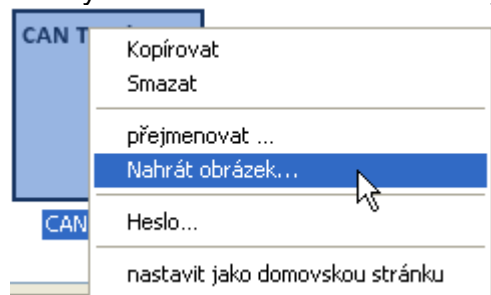 CAN T
Kopírovat
Smazat
přejmenovat ...
Nahrát obrázek...
CAN
Heslo...
nastavit jako domovskou stránku